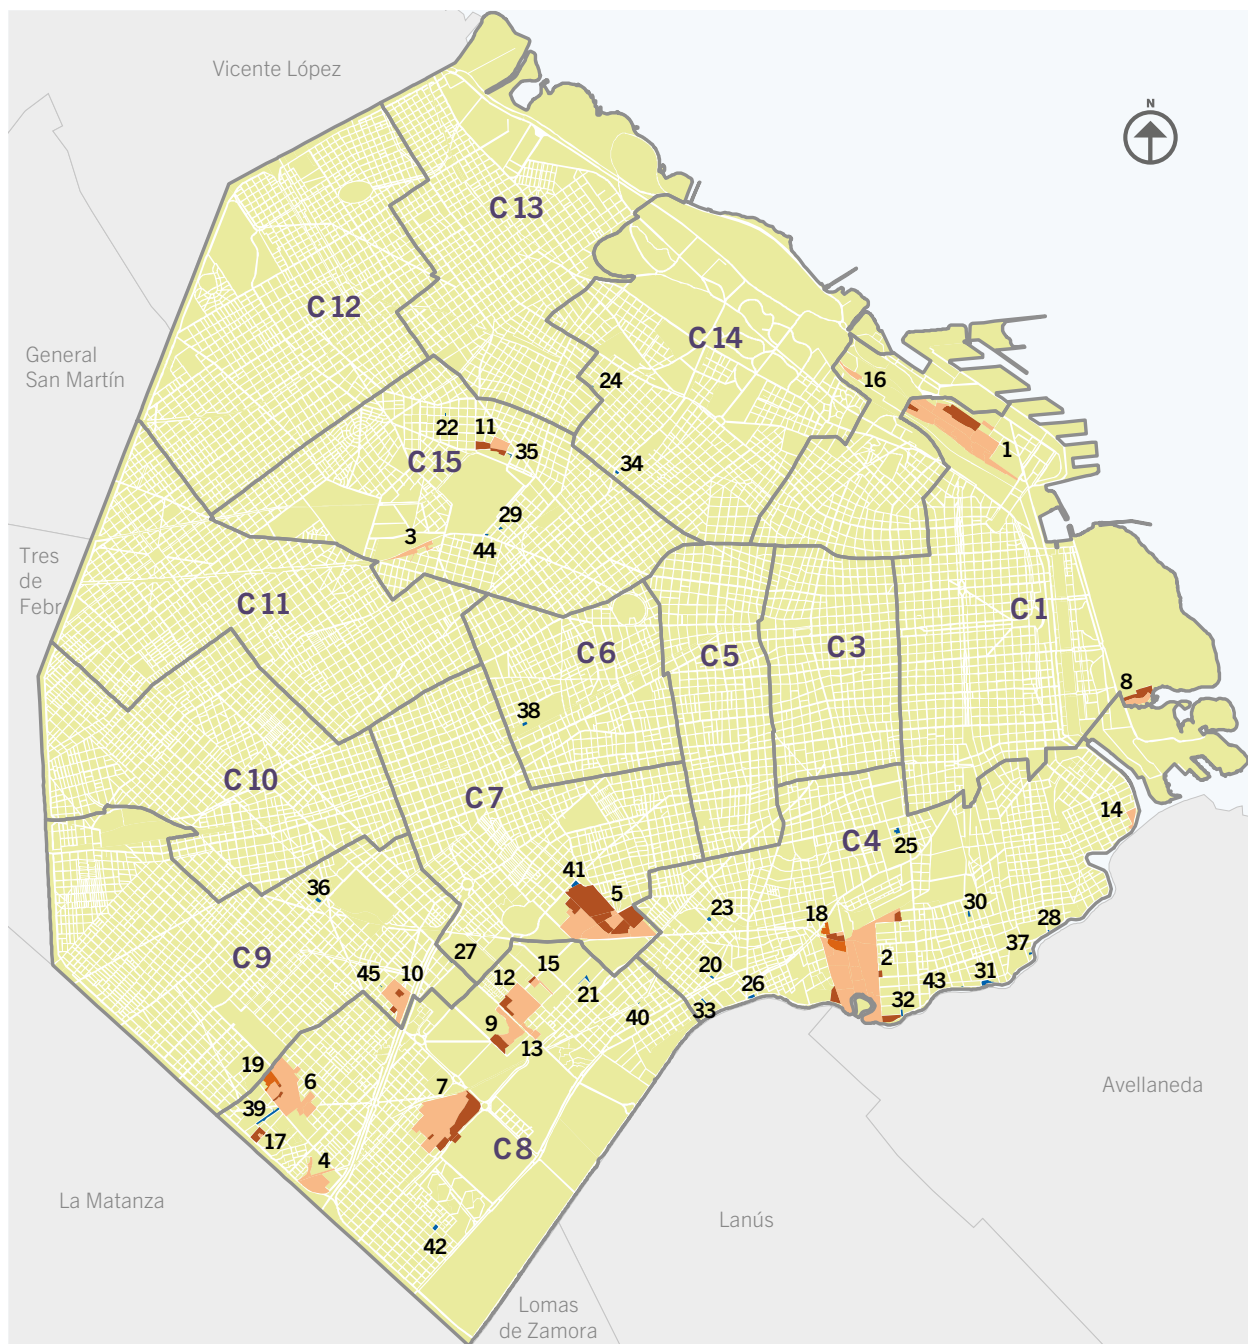 Vicente López
N
C 13
C 12
C 14
General
San Martín
24
16
22
11
35
1
C 15
34
29
3
44
Tres
de
Febr
C 11
C 1
C 6
C 5
C 3
8
38
C 10
C 7
14
C 4
25
41
36
5
23
30
18
28
27
37
C 9
2
15
45
10
12
20
31
21
26
43
33
32
40
9
13
19
6
7
Avellaneda
39
17
C 8
4
La Matanza
Lanús
42
Lomas
de Zamora